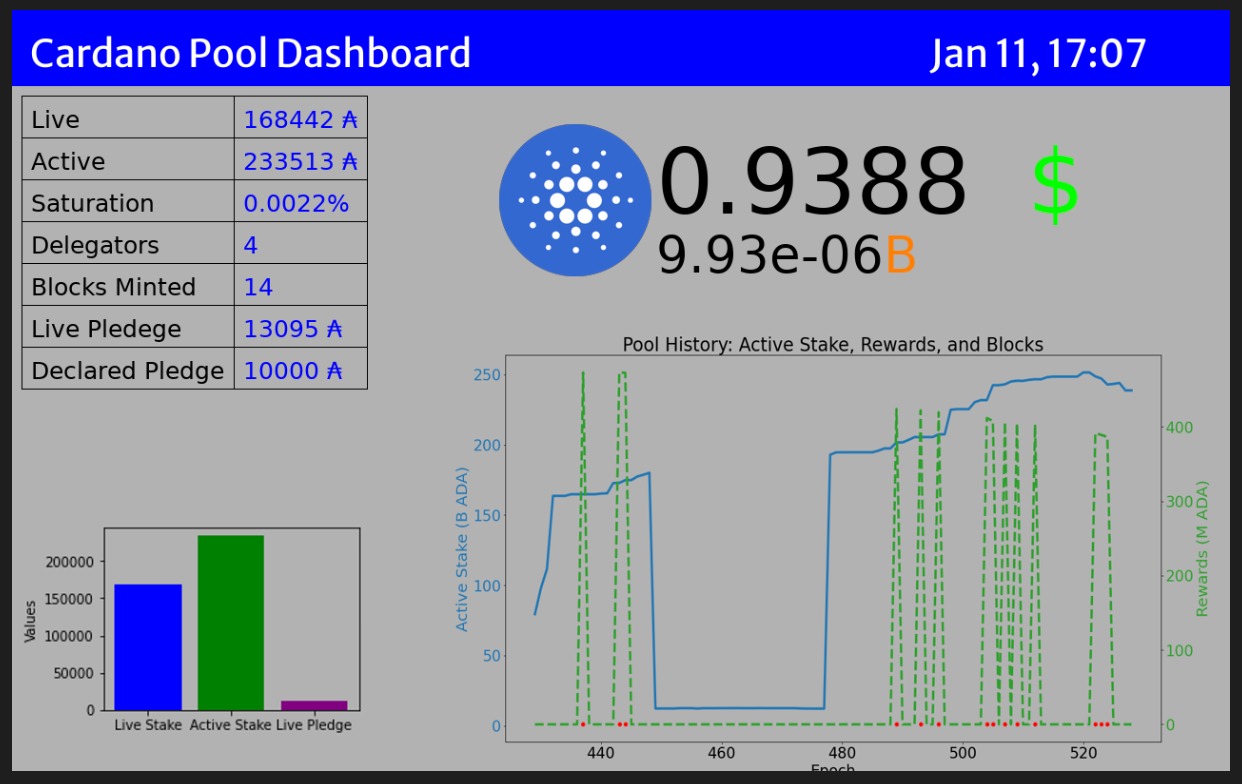 Cardano Pool Dashboard Jan 11, 17:07
Live 168442 ₳
Active 233513 ₳
Saturation 0.0022%
Delegators 4
Blocks Minted 14
Live Pledege 13095 ₳
Declared Pledge 10000 ₳
0.9388 $
9.93e-06B
Pool History: Active Stake, Rewards, and Blocks
Active Stake (B ADA)
250
200
150
100
50
0
Rewards (M ADA)
400
300
200
100
0
440 460 480 500 520
Epoch
Values
200000
150000
100000
50000
0
Live Stake Active Stake Live Pledge